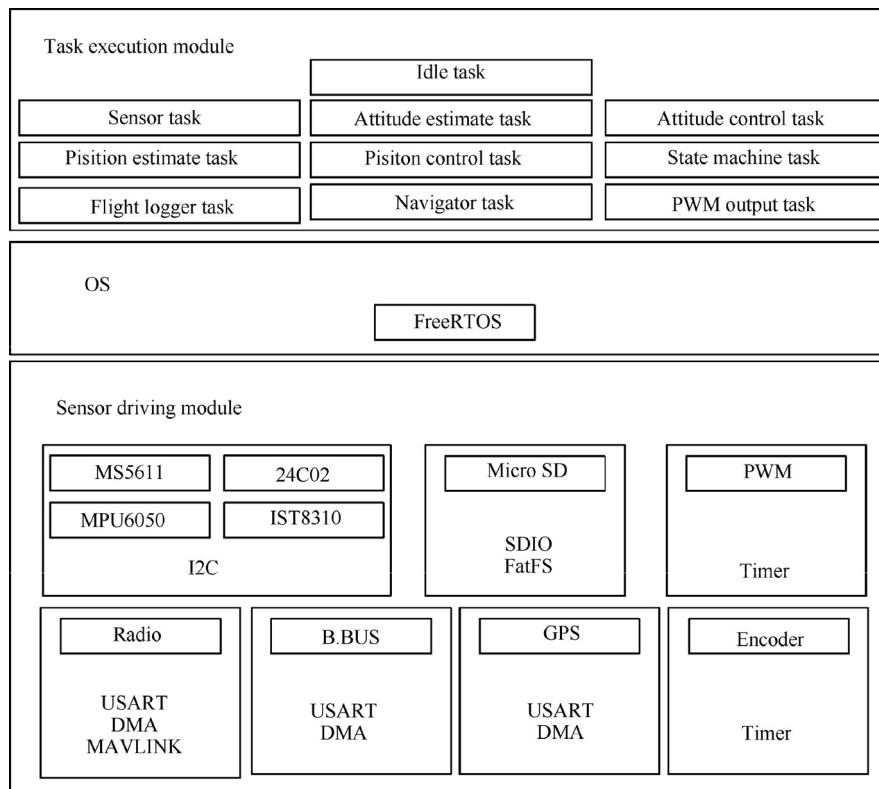 Task execution module
Idle task
Sensor task
Attitude estimate task
Attitude control task
Pisition estimate task
Pisiton control task
State machine task
Flight logger task
Navigator task
PWM output task
OS
FreeRTOS
Sensor driving module
MS5611
24C02
Micro SD
PWM
MPU6050
IST8310
SDIO
FatFS
I2C
Timer
Radio
B.BUS
GPS
Encoder
USART
DMA
MAVLINK
USART
DMA
USART
DMA
Timer